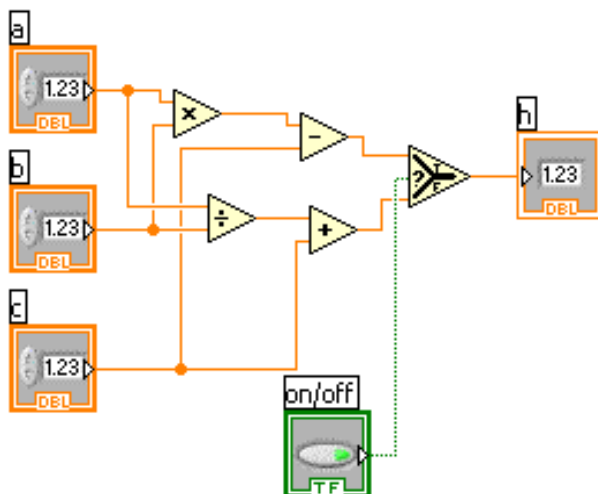 a
1.23
DBL
×
−
h
1.23
DBL
T
?
F
b
1.23
DBL
÷
+
c
1.23
DBL
on/off
TF